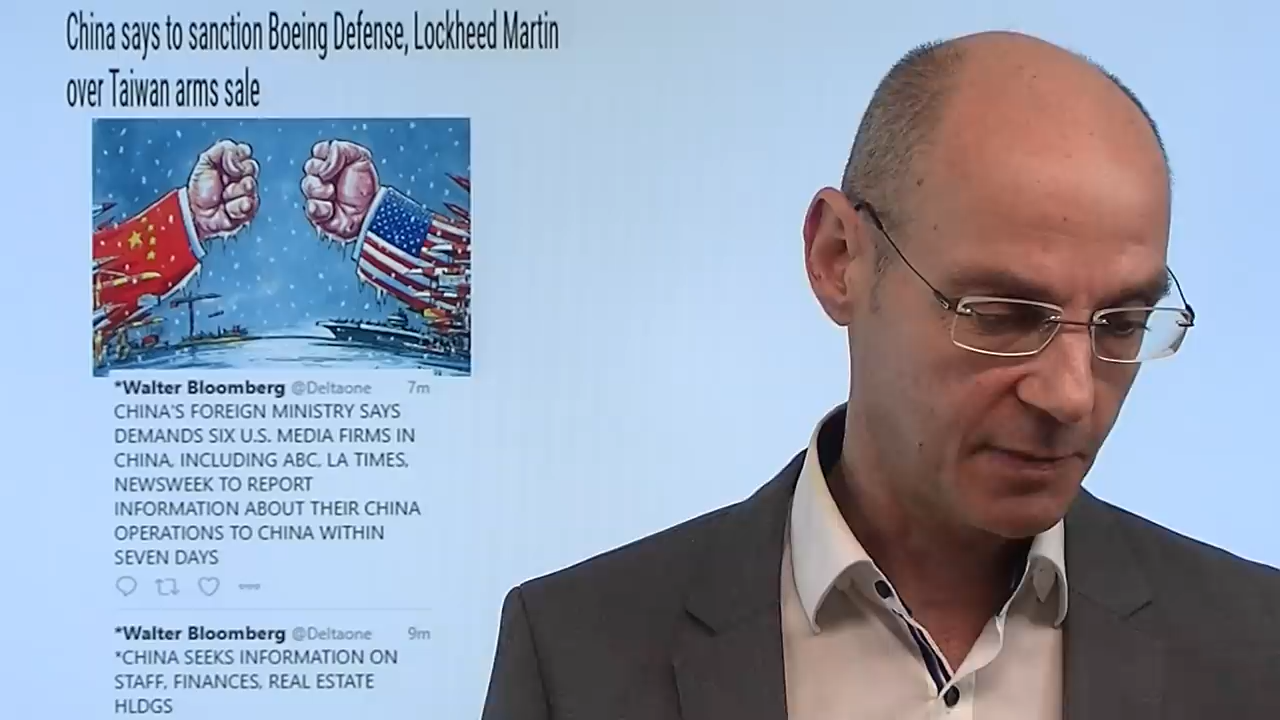 China says to sanction Boeing Defense, Lockheed Martin
over Taiwan arms sale
*Walter Bloomberg @Deltaone 7m
CHINA'S FOREIGN MINISTRY SAYS
DEMANDS SIX U.S. MEDIA FIRMS IN
CHINA, INCLUDING ABC, LA TIMES,
NEWSWEEK TO REPORT
INFORMATION ABOUT THEIR CHINA
OPERATIONS TO CHINA WITHIN
SEVEN DAYS
*Walter Bloomberg @Deltaone 9m
*CHINA SEEKS INFORMATION ON
STAFF, FINANCES, REAL ESTATE
HLDGS